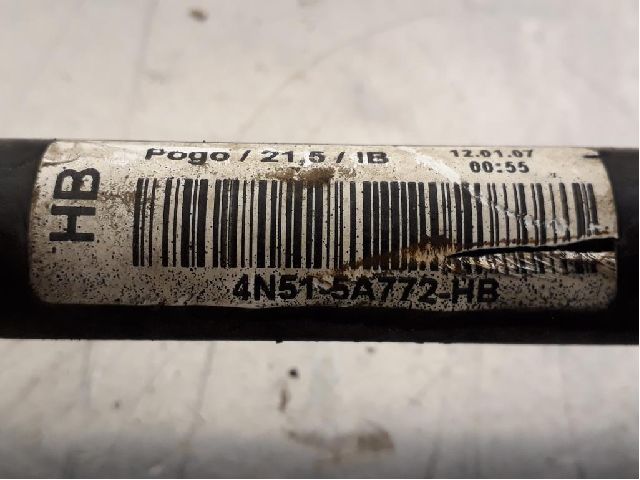 HB
Pogo / 21,5 / IB
12.01.07
00:55
4N51-5A772-HB